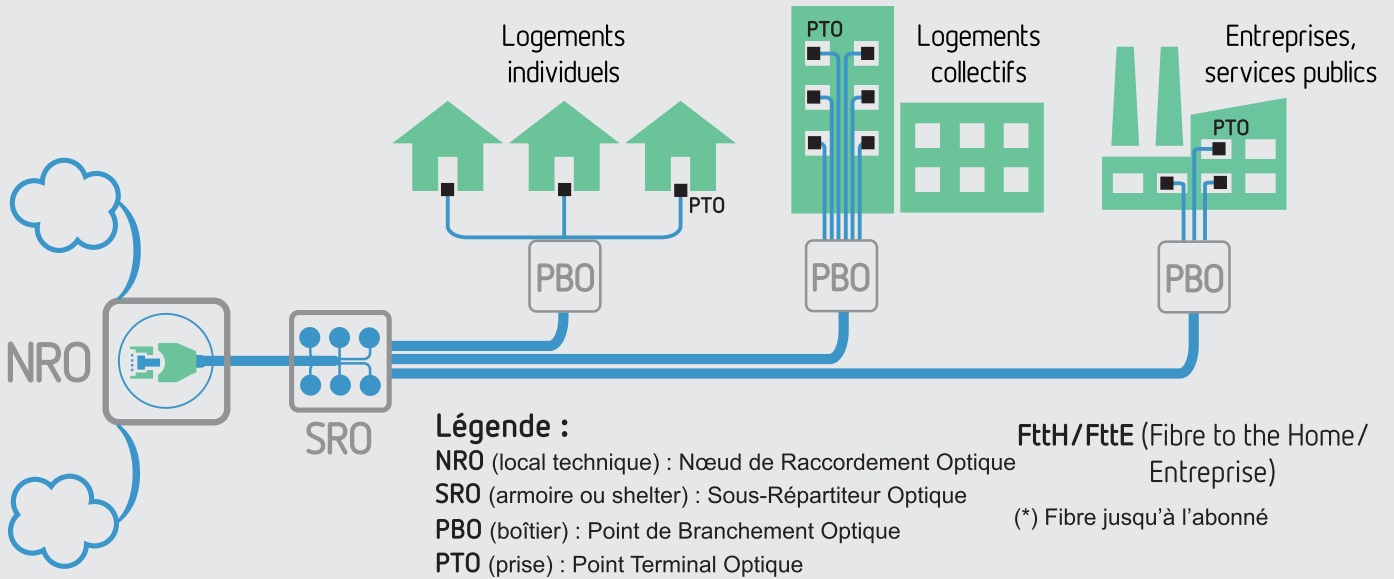 Logements
individuels
PTO
Logements
collectifs
Entreprises,
services publics
PTO
PTO
PBO
PBO
PBO
NRO
SRO
Légende :
NRO (local technique) : Nœud de Raccordement Optique
SRO (armoire ou shelter) : Sous-Répartiteur Optique
PBO (boîtier) : Point de Branchement Optique
PTO (prise) : Point Terminal Optique
FttH/FttE (Fibre to the Home/
Entreprise)
(*) Fibre jusqu’à l’abonné